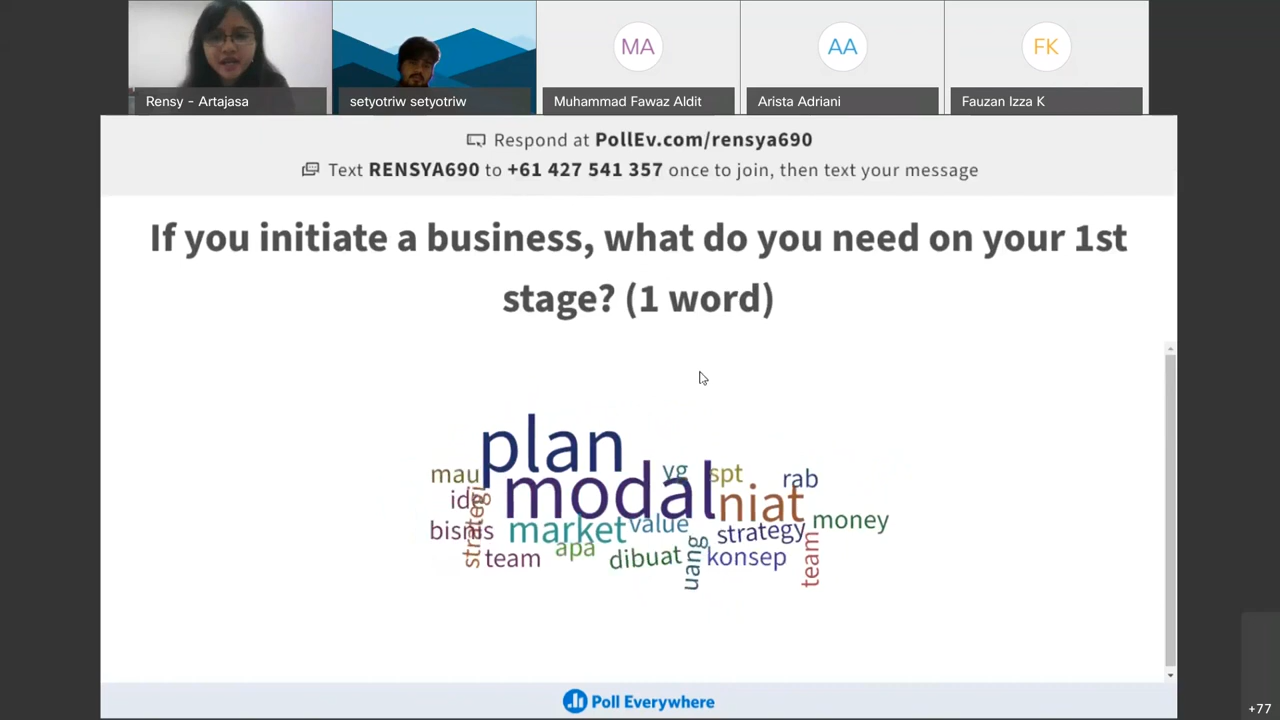 MA
AA
FK
Rensy - Artajasa
setyotriw setyotriw
Muhammad Fawaz Aldit
Arista Adriani
Fauzan Izza K
Respond at PollEv.com/rensya690
Text RENSYA690 to +61 427 541 357 once to join, then text your message
If you initiate a business, what do you need on your 1st
stage? (1 word)
plan
mau
yg
spt
rab
ide
modal
niat
strategi
bisnis
market
value
strategy
money
team
apa
dibuat
uang
konsep
team
Poll Everywhere
+77